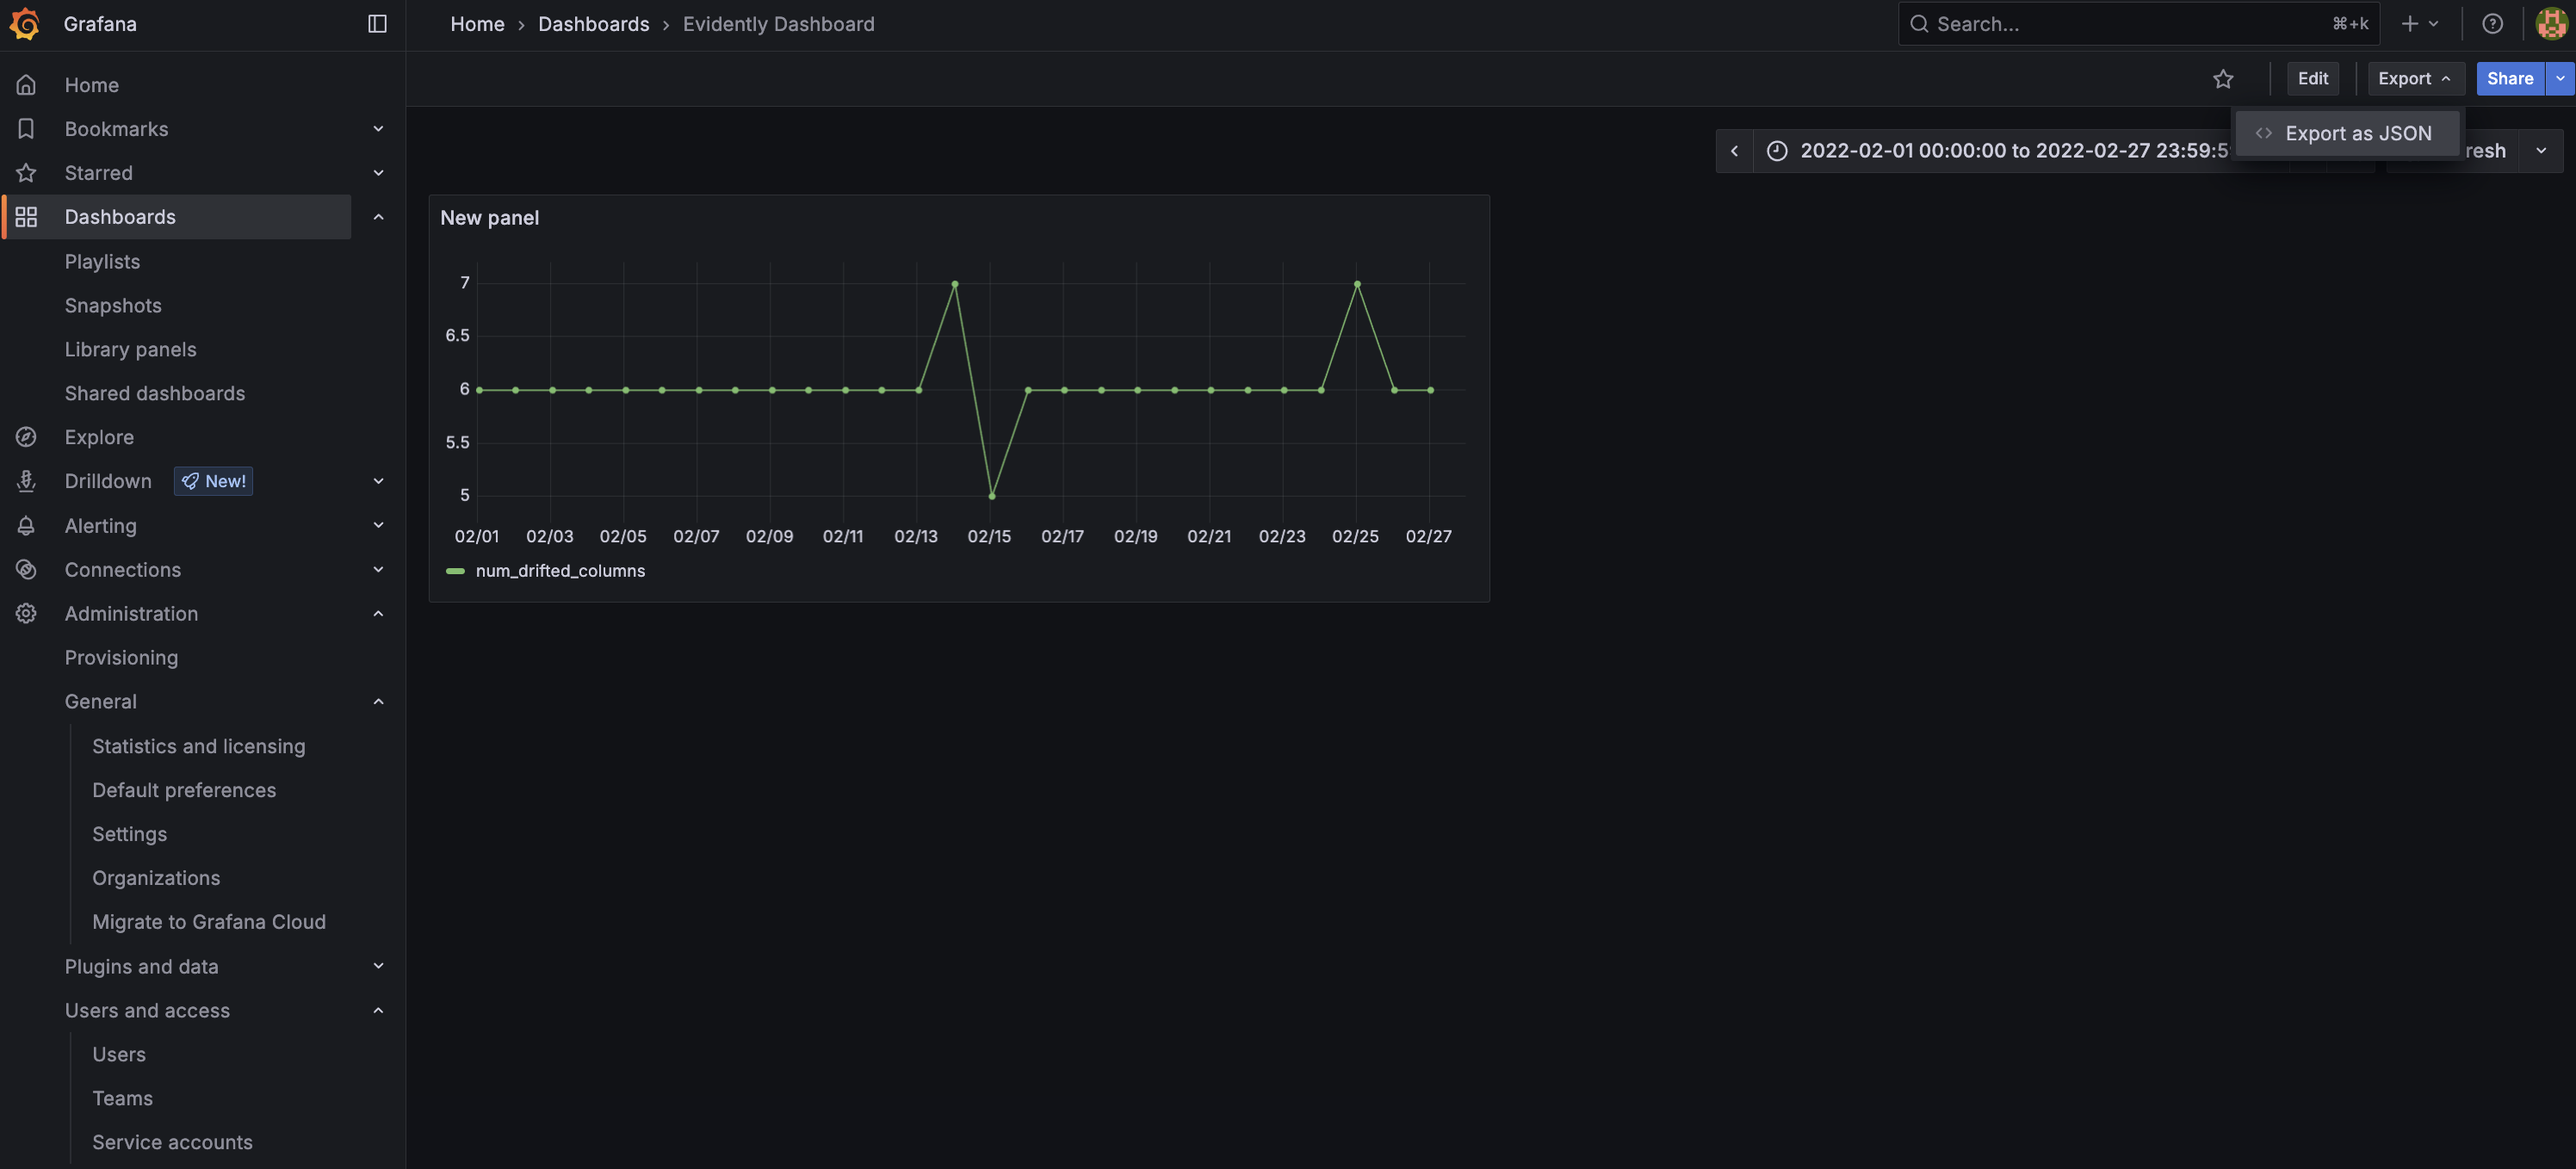 Grafana
Home › Dashboards › Evidently Dashboard
Search...
⌘+k
Edit
Export
Share
Export as JSON
2022-02-01 00:00:00 to 2022-02-27 23:59:5
resh
Home
Bookmarks
Starred
Dashboards
Playlists
Snapshots
Library panels
Shared dashboards
Explore
Drilldown New!
Alerting
Connections
Administration
Provisioning
General
Statistics and licensing
Default preferences
Settings
Organizations
Migrate to Grafana Cloud
Plugins and data
Users and access
Users
Teams
Service accounts
New panel
7
6.5
6
5.5
5
02/01 02/03 02/05 02/07 02/09 02/11 02/13 02/15 02/17 02/19 02/21 02/23 02/25 02/27
num_drifted_columns